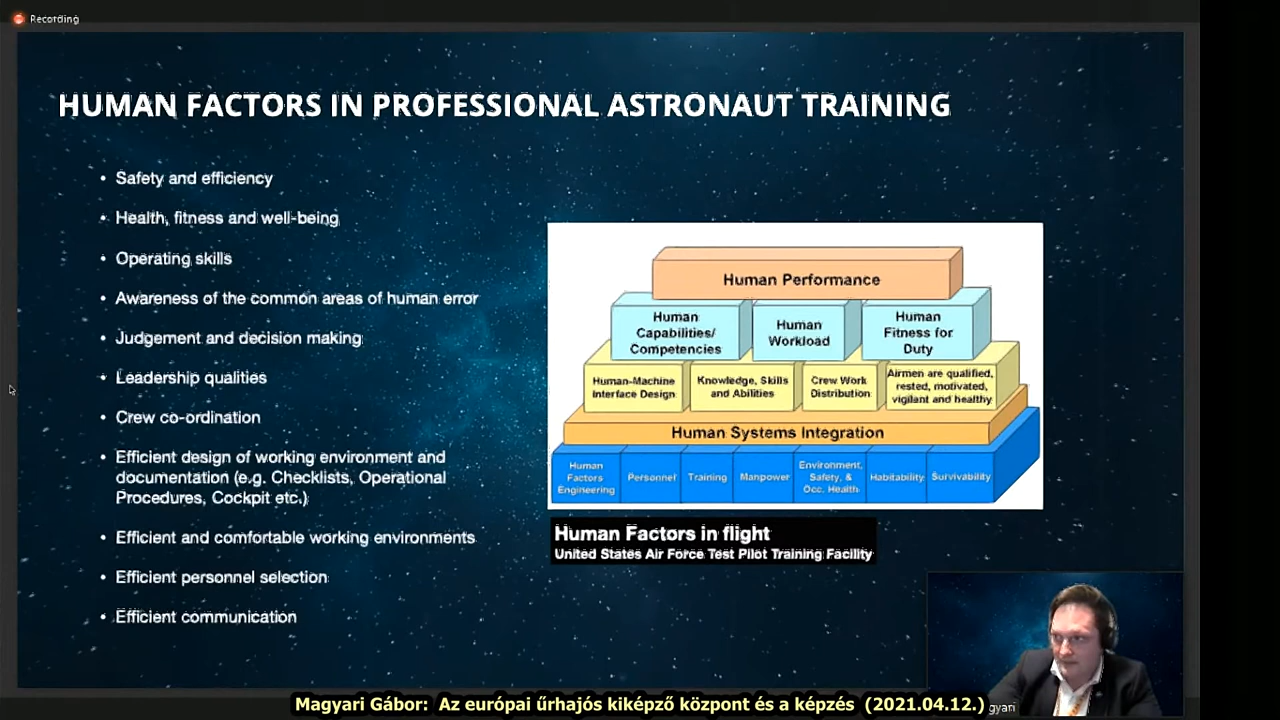 Recording
HUMAN FACTORS IN PROFESSIONAL ASTRONAUT TRAINING
• Safety and efficiency
• Health, fitness and well-being
• Operating skills
• Awareness of the common areas of human error
• Judgement and decision making
• Leadership qualities
• Crew co-ordination
• Efficient design of working environment and
documentation (e.g. Checklists, Operational
Procedures, Cockpit etc.)
• Efficient and comfortable working environments
• Efficient personnel selection
• Efficient communication
Human Performance
Human
Capabilities/
Competencies
Human
Workload
Human
Fitness for
Duty
Human-Machine
Interface Design
Knowledge, Skills
and Abilities
Crew Work
Distribution
Airmen are qualified,
rested, motivated,
vigilant and healthy
Human Systems Integration
Human
Factors
Engineering
Personnel
Training
Manpower
Environment,
Safety, &
Occ. Health
Habitability
Survivability
Human Factors in flight
United States Air Force Test Pilot Training Facility
gyari
Magyari Gábor: Az európai űrhajós kiképző központ és a képzés (2021.04.12.)